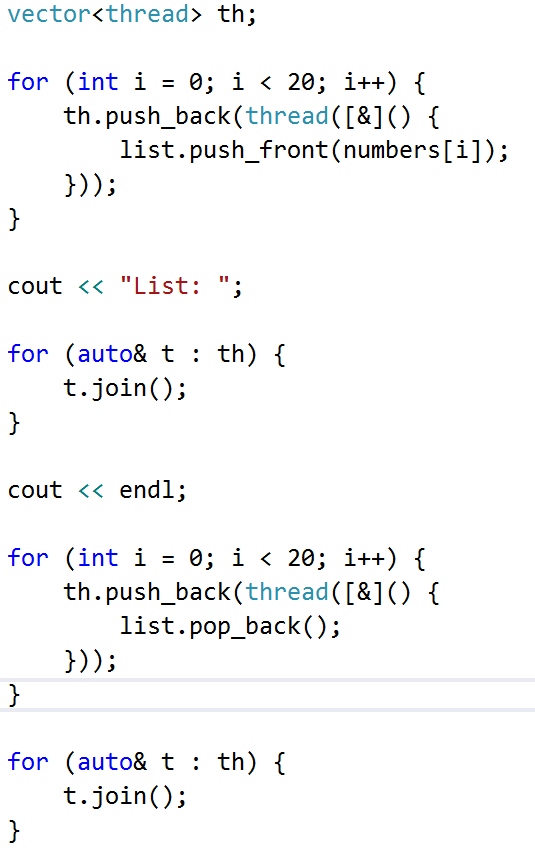 vector<thread> th;

for (int i = 0; i < 20; i++) {
    th.push_back(thread([&]() {
        list.push_front(numbers[i]);
    }));
}

cout << "List: ";

for (auto& t : th) {
    t.join();
}

cout << endl;

for (int i = 0; i < 20; i++) {
    th.push_back(thread([&]() {
        list.pop_back();
    }));
}

for (auto& t : th) {
    t.join();
}